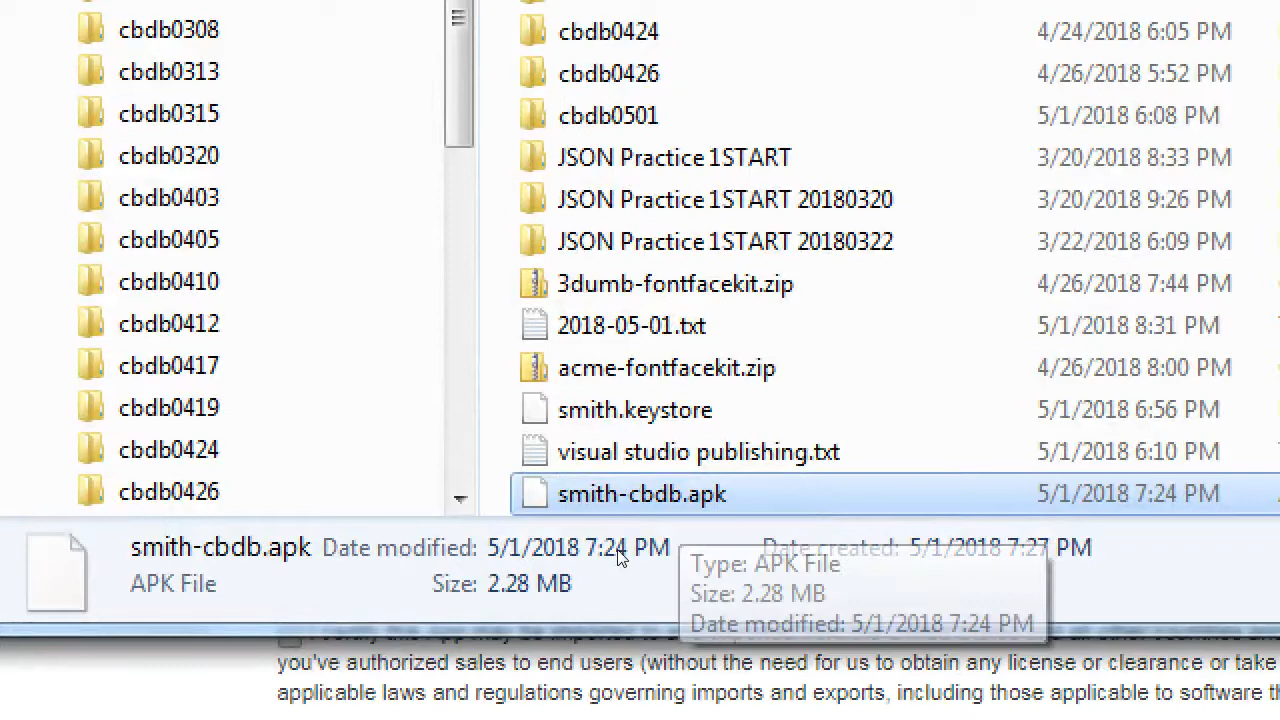 cbdb0308
cbdb0313
cbdb0315
cbdb0320
cbdb0403
cbdb0405
cbdb0410
cbdb0412
cbdb0417
cbdb0419
cbdb0424
cbdb0426
cbdb0424 4/24/2018 6:05 PM
cbdb0426 4/26/2018 5:52 PM
cbdb0501 5/1/2018 6:08 PM
JSON Practice 1START 3/20/2018 8:33 PM
JSON Practice 1START 20180320 3/20/2018 9:26 PM
JSON Practice 1START 20180322 3/22/2018 6:09 PM
3dumb-fontfacekit.zip 4/26/2018 7:44 PM
2018-05-01.txt 5/1/2018 8:31 PM
acme-fontfacekit.zip 4/26/2018 8:00 PM
smith.keystore 5/1/2018 6:56 PM
visual studio publishing.txt 5/1/2018 6:10 PM
smith-cbdb.apk 5/1/2018 7:24 PM
smith-cbdb.apk Date modified: 5/1/2018 7:24 PM Date created: 5/1/2018 7:27 PM
APK File Size: 2.28 MB
Type: APK File
Size: 2.28 MB
Date modified: 5/1/2018 7:24 PM
you've authorized sales to end users (without the need for us to obtain any license or clearance or take
applicable laws and regulations governing imports and exports, including those applicable to software th